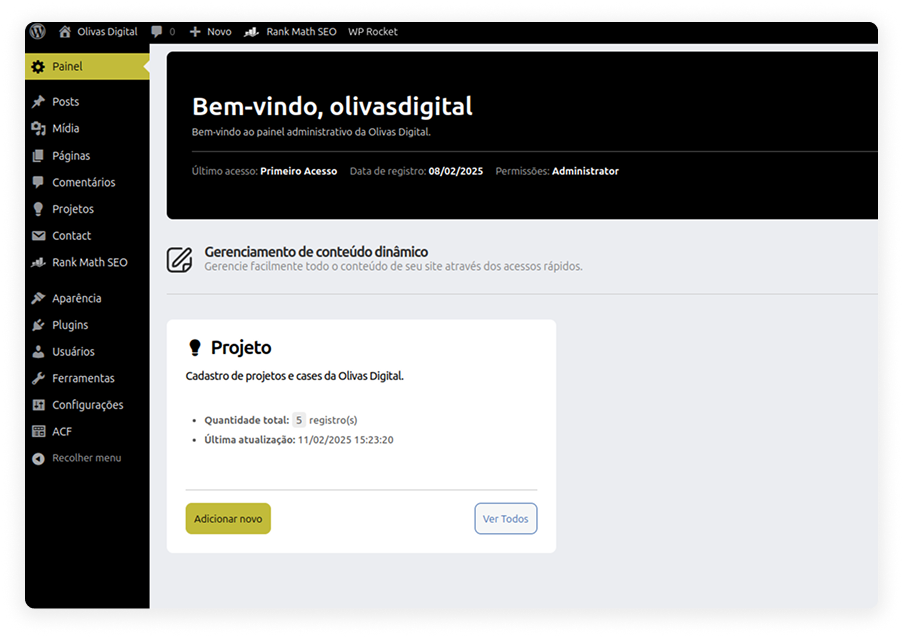 Olivas Digital 0 Novo Rank Math SEO WP Rocket
Painel
Posts
Mídia
Páginas
Comentários
Projetos
Contact
Rank Math SEO
Aparência
Plugins
Usuários
Ferramentas
Configurações
ACF
Recolher menu
Bem-vindo, olivasdigital
Bem-vindo ao painel administrativo da Olivas Digital.
Último acesso: Primeiro Acesso Data de registro: 08/02/2025 Permissões: Administrator
Gerenciamento de conteúdo dinâmico
Gerencie facilmente todo o conteúdo de seu site através dos acessos rápidos.
Projeto
Cadastro de projetos e cases da Olivas Digital.
• Quantidade total: 5 registro(s)
• Última atualização: 11/02/2025 15:23:20
Adicionar novo Ver Todos